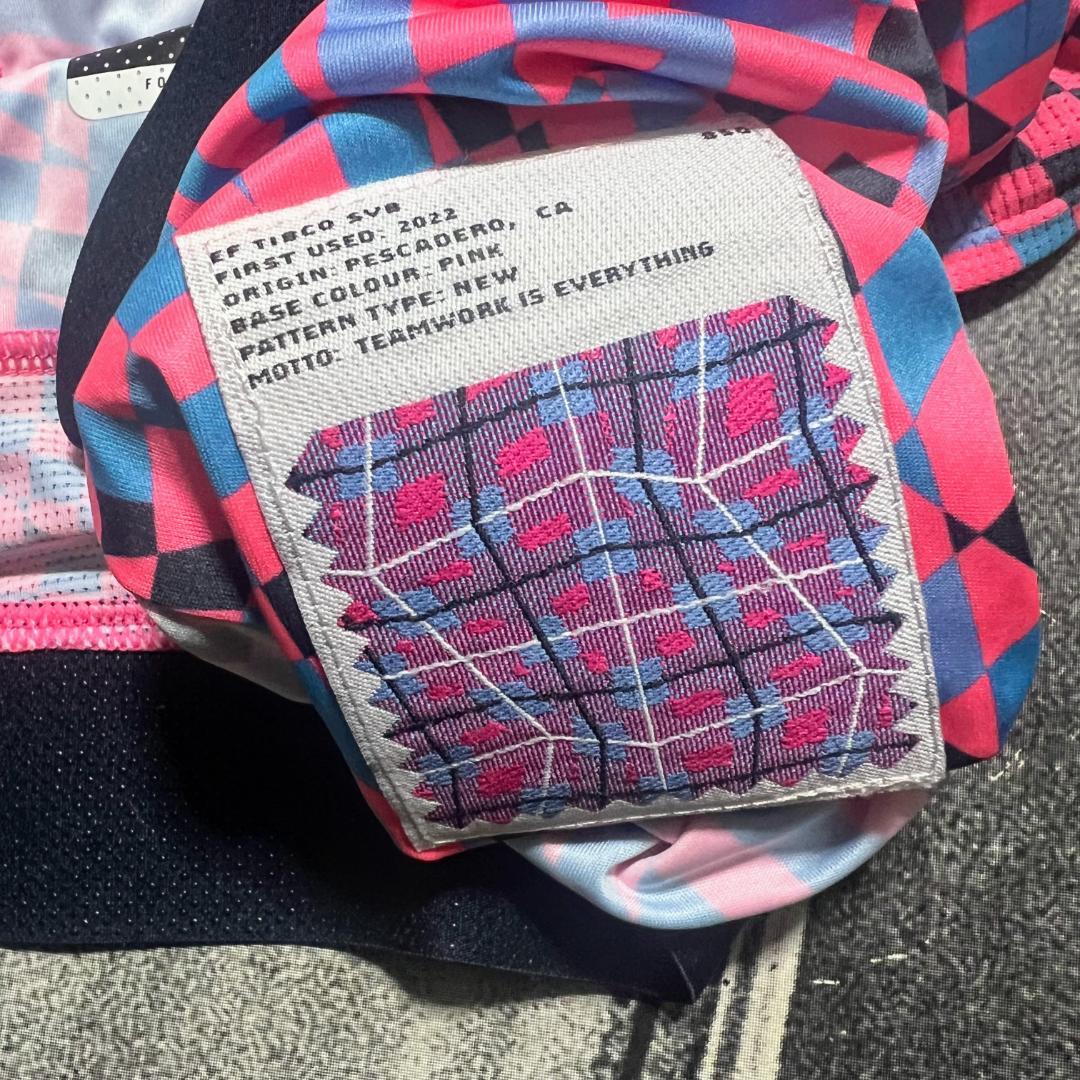 FO
EF TIBCO SVB
FIRST USED: 2022
ORIGIN: PESCADERO, CA
BASE COLOUR: PINK
PATTERN TYPE: NEW
MOTTO: TEAMWORK IS EVERYTHING